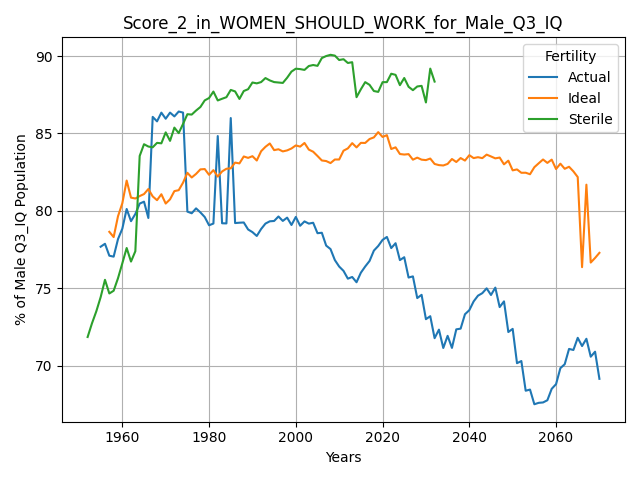 Score_2_in_WOMEN_SHOULD_WORK_for_Male_Q3_IQ
% of Male Q3_IQ Population
90
85
80
75
70
Fertility
Actual
Ideal
Sterile
1960
1980
2000
2020
2040
2060
Years